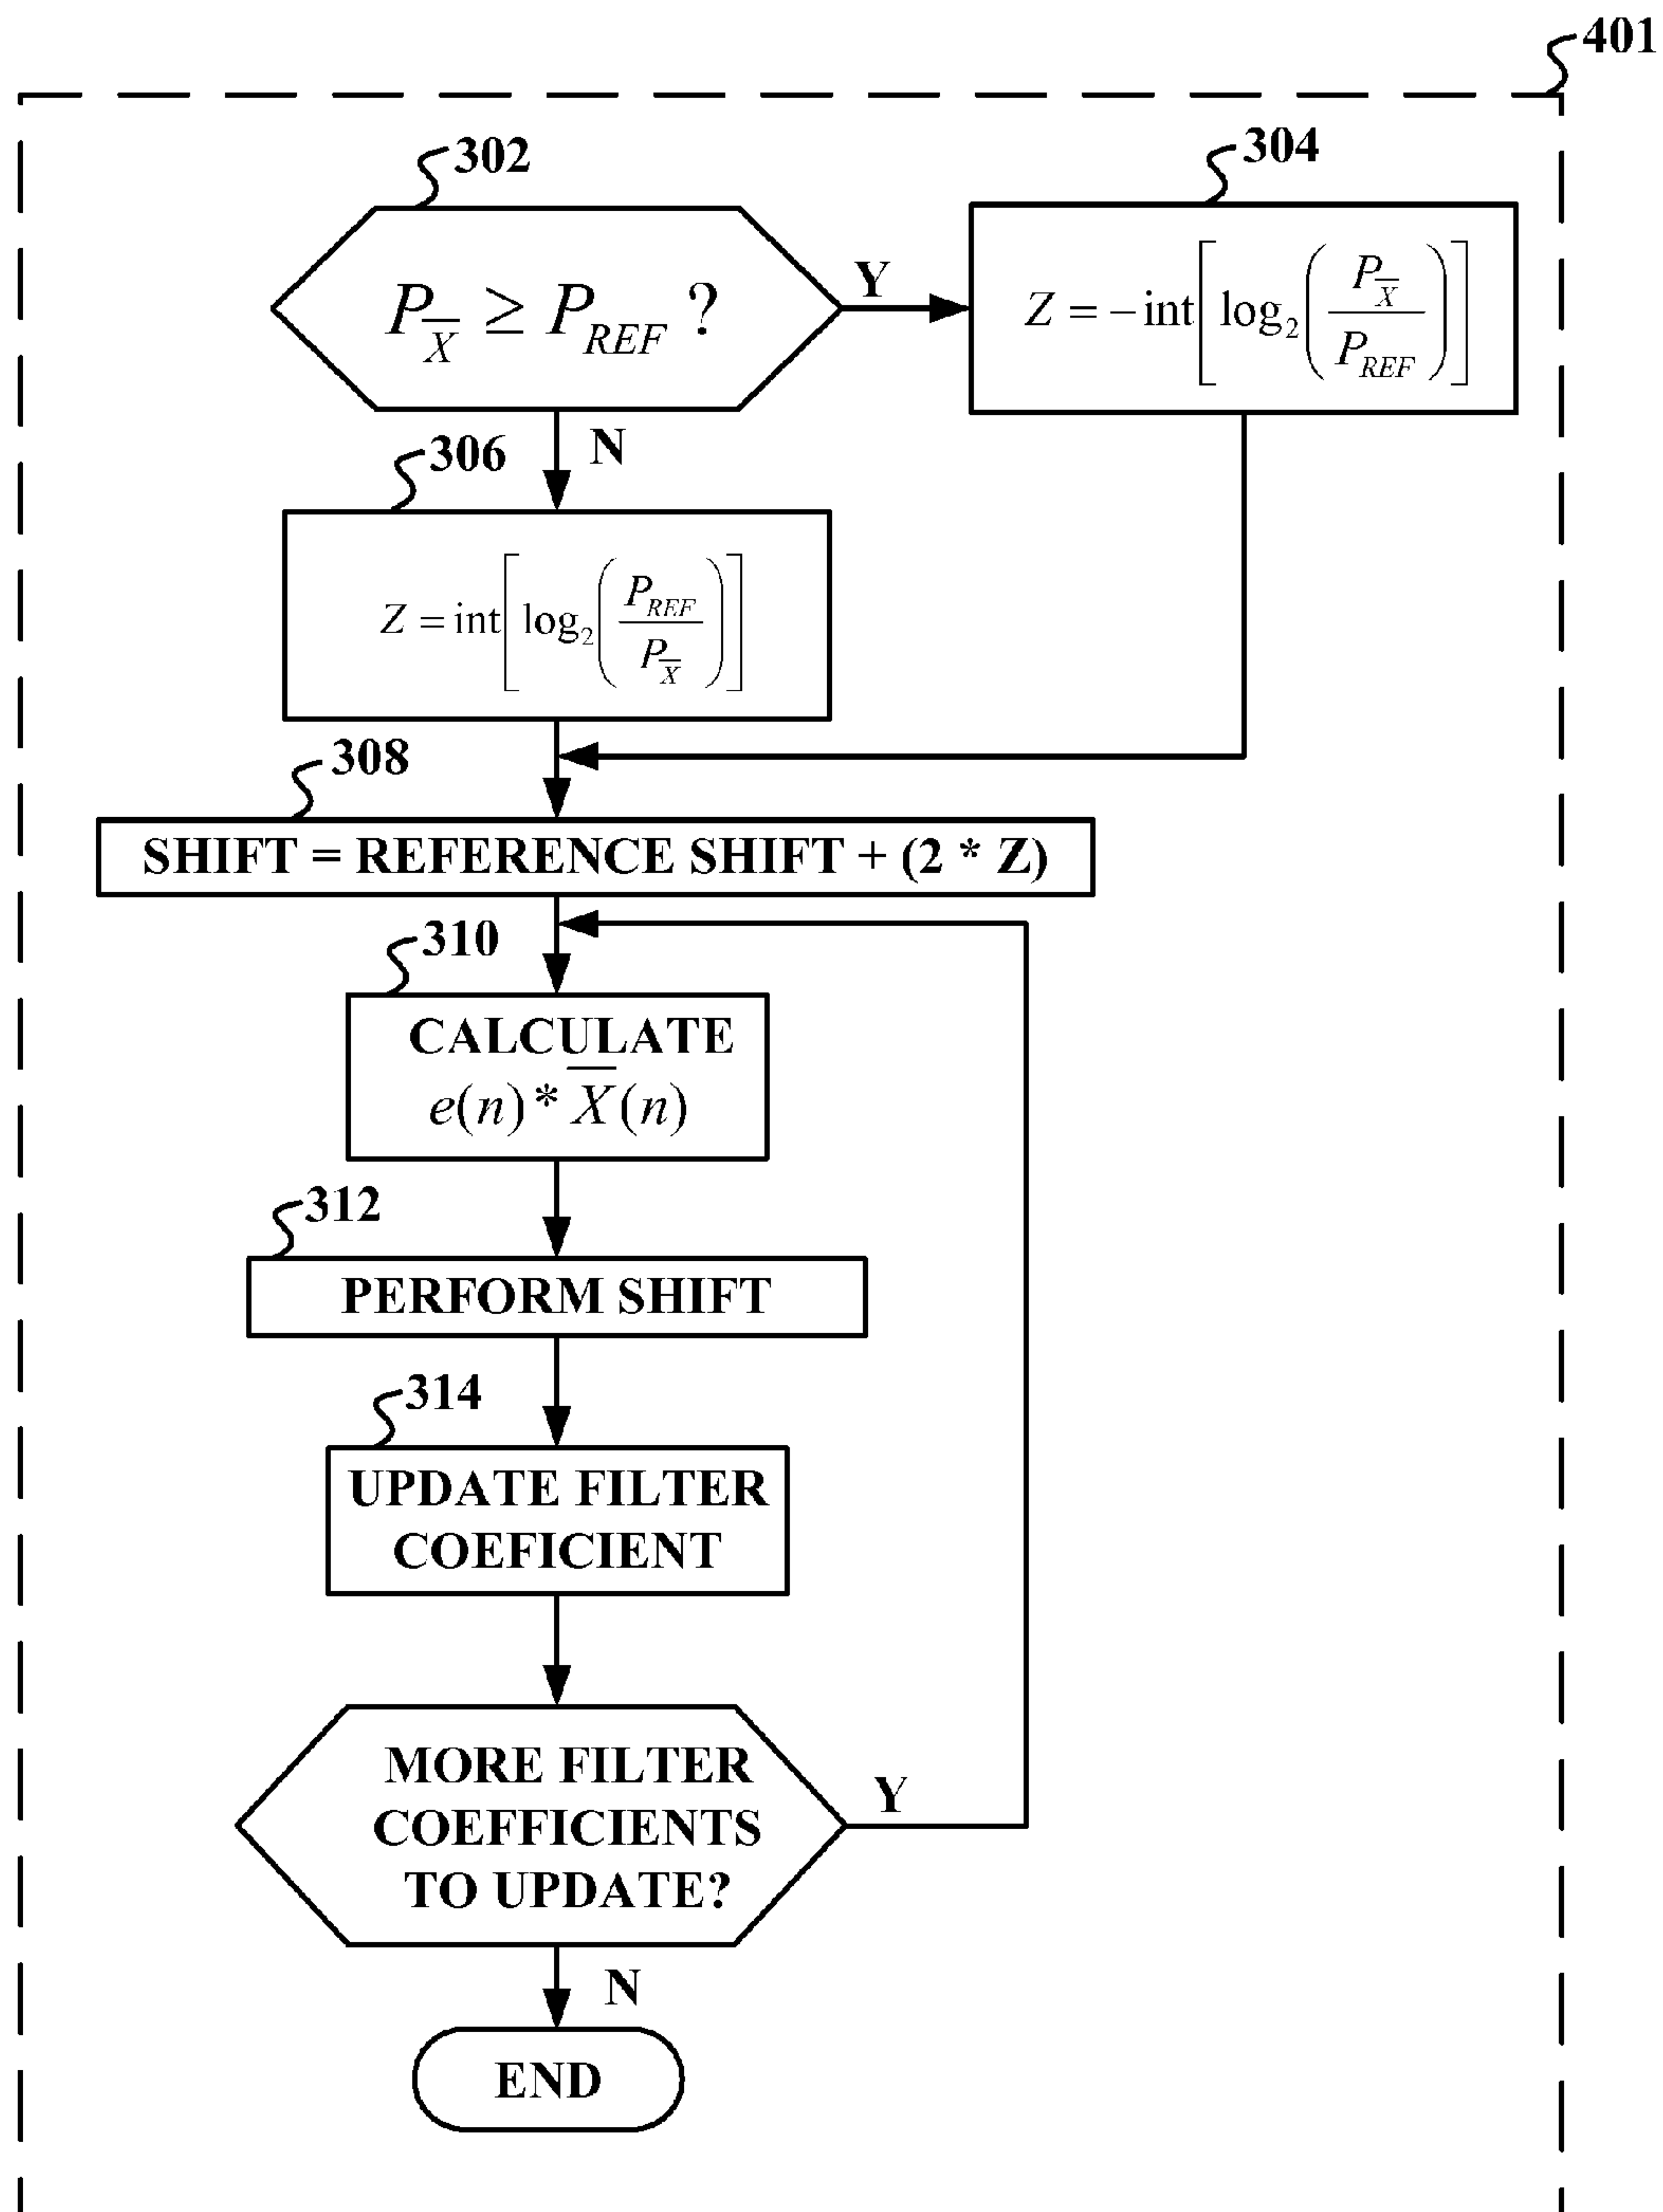 401
302
304
P_X̅ ≥ P_REF ?
Y
Z = −int[log₂(P_X̅ / P_REF)]
N
306
Z = int[log₂(P_REF / P_X̅)]
308
SHIFT = REFERENCE SHIFT + (2 * Z)
310
CALCULATE
e(n) * X̅(n)
312
PERFORM SHIFT
314
UPDATE FILTER
COEFICIENT
MORE FILTER
COEFFICIENTS
TO UPDATE?
Y
N
END